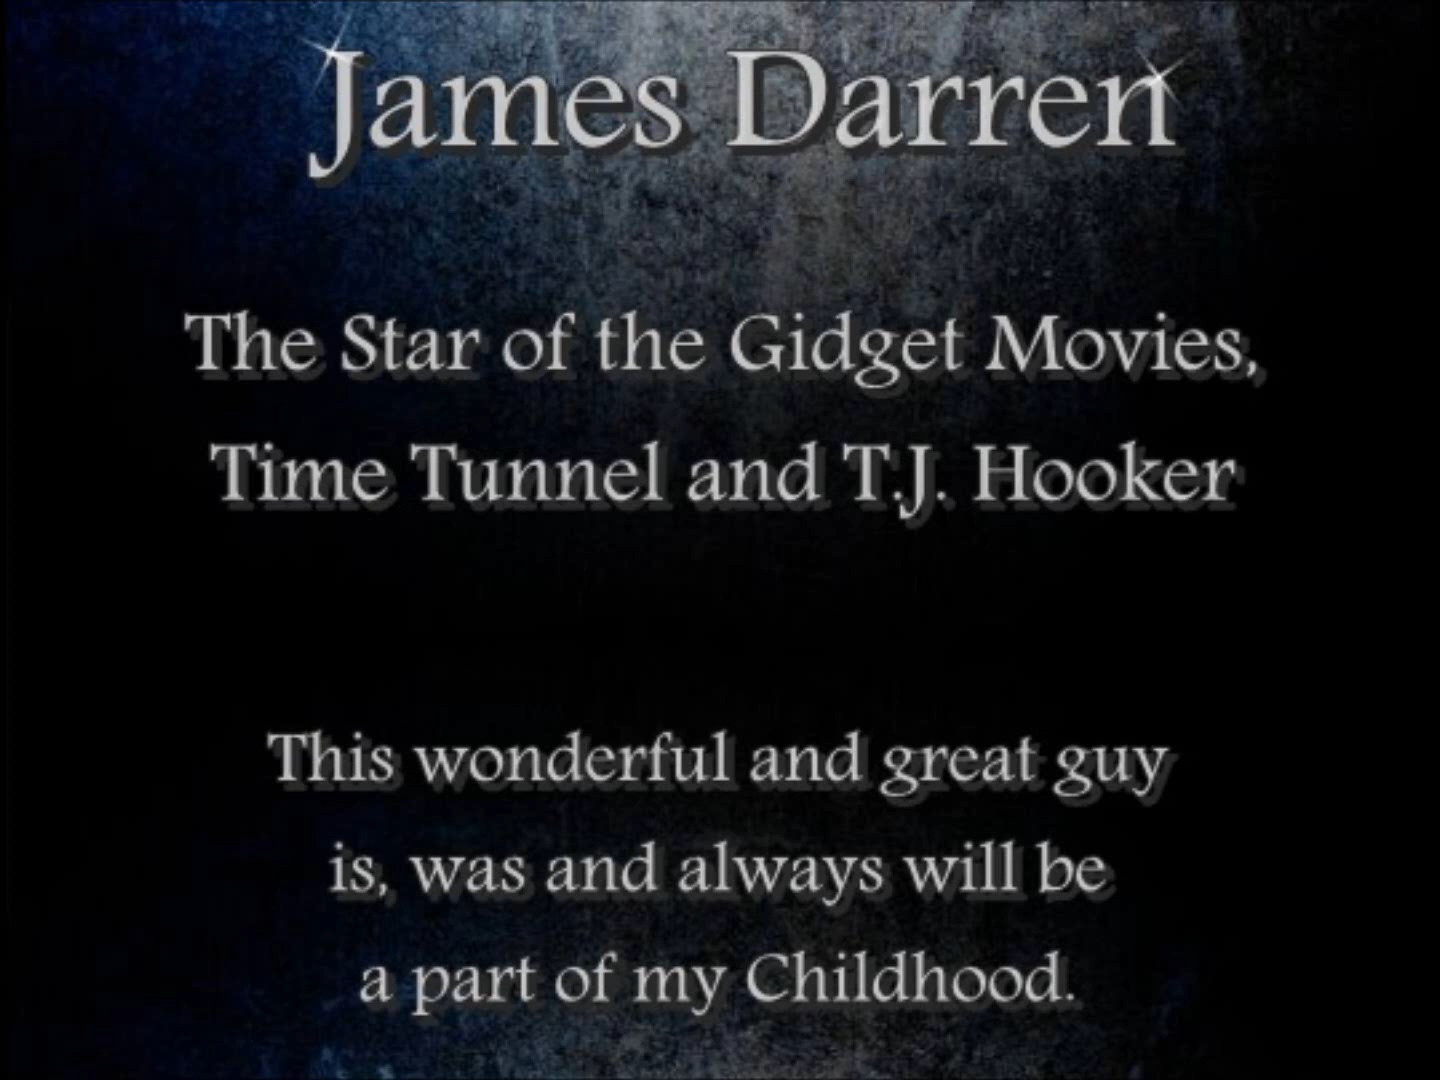 James Darren
The Star of the Gidget Movies,
Time Tunnel and T.J. Hooker
This wonderful and great guy
is, was and always will be
a part of my Childhood.